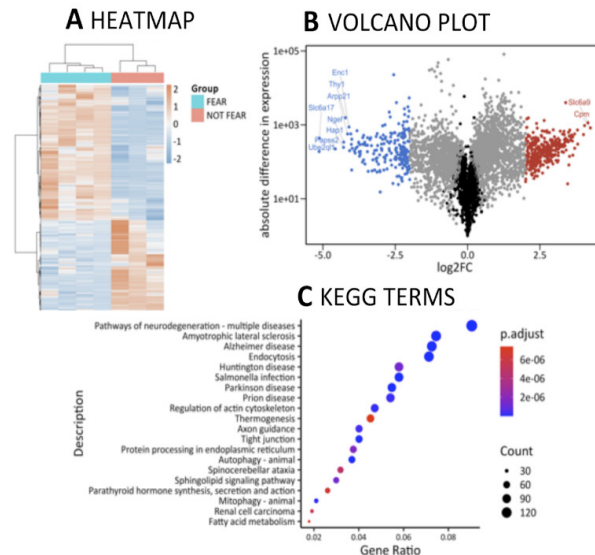 A HEATMAP
Group
FEAR
NOT FEAR
2
1
0
-1
-2
B VOLCANO PLOT
absolute difference in expression
1e+05
1e+03
1e+01
Enc1
Thy1
Arpp21
Slc6a17
Ngef
Hap1
Slc6a9
Cpm
-5.0
-2.5
0.0
2.5
log2FC
C KEGG TERMS
Description
Pathways of neurodegeneration - multiple diseases
Amyotrophic lateral sclerosis
Alzheimer disease
Endocytosis
Huntington disease
Salmonella infection
Parkinson disease
Prion disease
Regulation of actin cytoskeleton
Thermogenesis
Axon guidance
Tight junction
Protein processing in endoplasmic reticulum
Autophagy - animal
Spinocerebellar ataxia
Sphingolipid signaling pathway
Parathyroid hormone synthesis, secretion and action
Mitophagy - animal
Renal cell carcinoma
Fatty acid metabolism
0.02
0.04
0.06
0.08
Gene Ratio
p.adjust
6e-06
4e-06
2e-06
Count
30
60
90
120